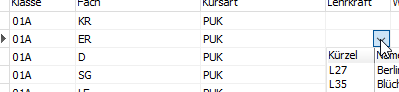 Klasse Fach Kursart Lehrkraft
01A KR PUK
01A ER PUK
01A D PUK Kürzel
01A SG PUK L27 Berlin
L35 Blüch